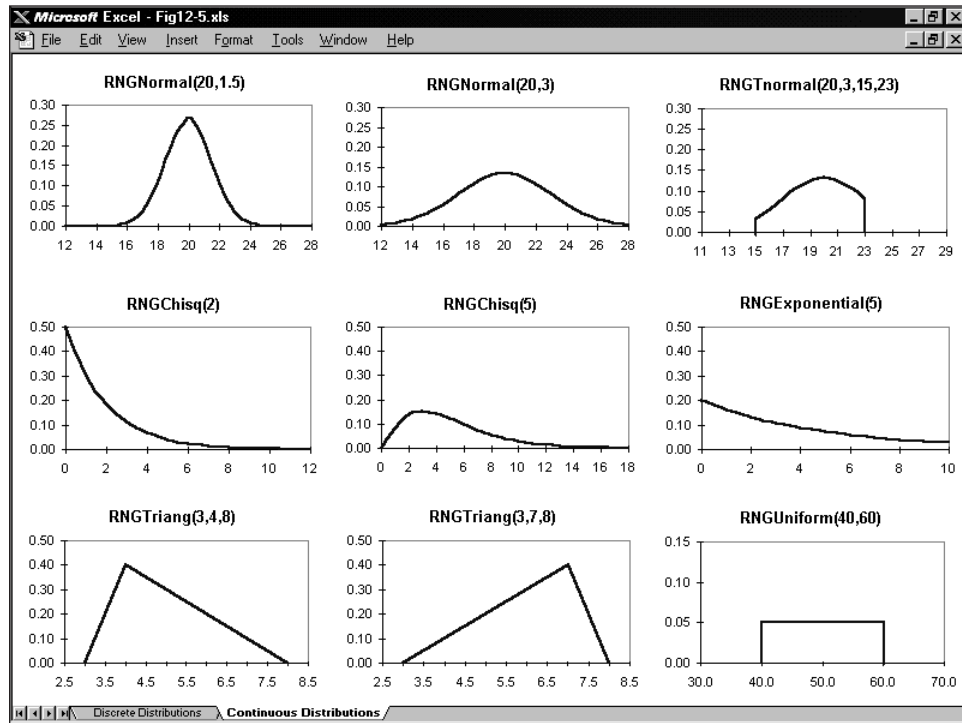 Microsoft Excel - Fig12-5.xls
File Edit View Insert Format Tools Window Help
RNGNormal(20,1.5)
0.30
0.25
0.20
0.15
0.10
0.05
0.00
12 14 16 18 20 22 24 26 28
RNGNormal(20,3)
0.30
0.25
0.20
0.15
0.10
0.05
0.00
12 14 16 18 20 22 24 26 28
RNGTnormal(20,3,15,23)
0.30
0.25
0.20
0.15
0.10
0.05
0.00
11 13 15 17 19 21 23 25 27 29
RNGChisq(2)
0.50
0.40
0.30
0.20
0.10
0.00
0 2 4 6 8 10 12
RNGChisq(5)
0.50
0.40
0.30
0.20
0.10
0.00
0 2 4 6 8 10 12 14 16 18
RNGExponential(5)
0.50
0.40
0.30
0.20
0.10
0.00
0 2 4 6 8 10
RNGTriang(3,4,8)
0.50
0.40
0.30
0.20
0.10
0.00
2.5 3.5 4.5 5.5 6.5 7.5 8.5
RNGTriang(3,7,8)
0.50
0.40
0.30
0.20
0.10
0.00
2.5 3.5 4.5 5.5 6.5 7.5 8.5
RNGUniform(40,60)
0.15
0.10
0.05
0.00
30.0 40.0 50.0 60.0 70.0
Discrete Distributions Continuous Distributions